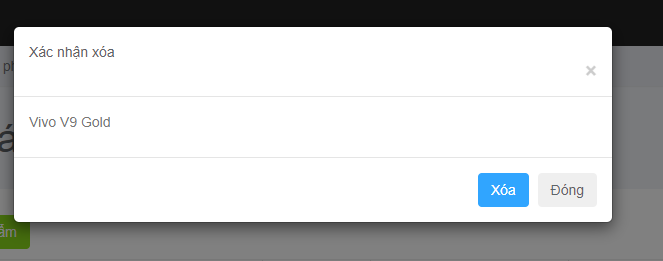 Xác nhận xóa
×
Vivo V9 Gold
Xóa Đóng